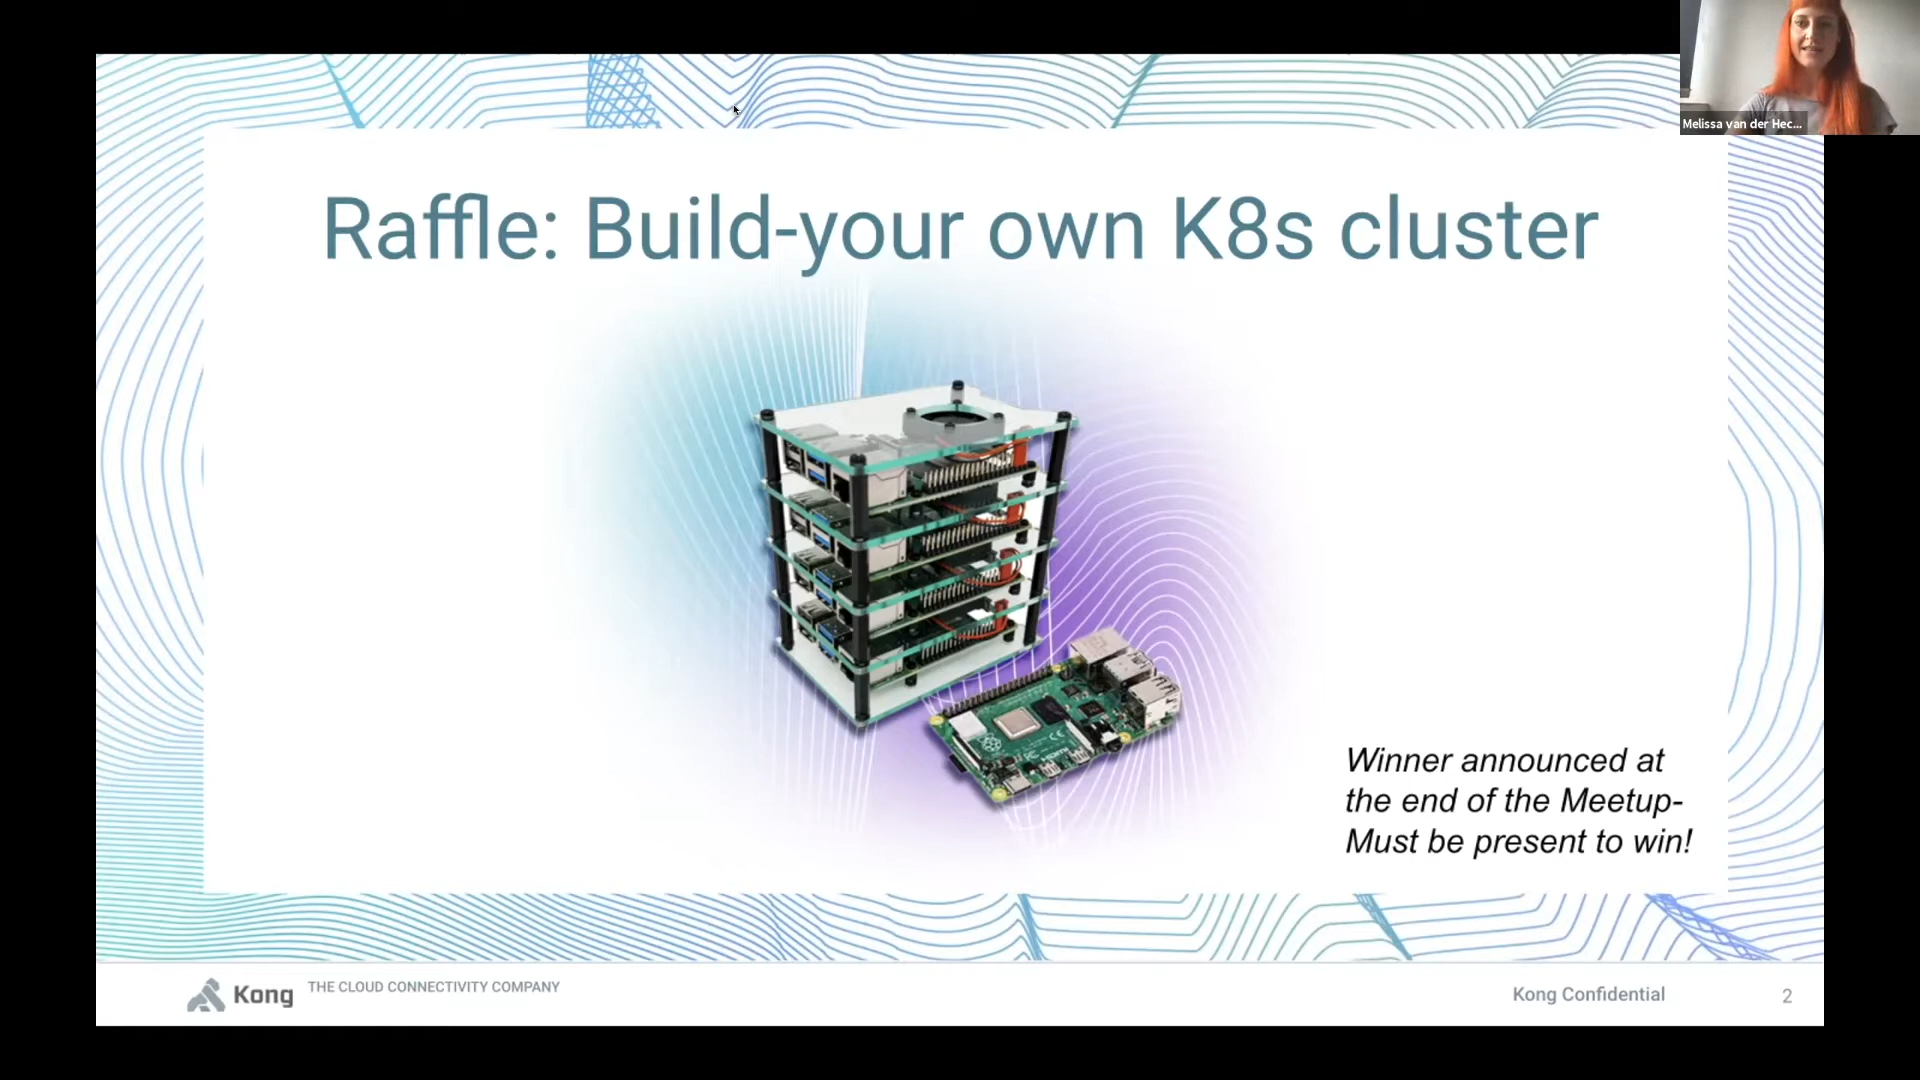 Melissa van der Hec...
Raffle: Build-your own K8s cluster
Winner announced at
the end of the Meetup-
Must be present to win!
Kong
THE CLOUD CONNECTIVITY COMPANY
Kong Confidential
2